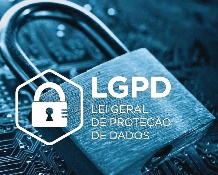 LGPD
LEI GERAL
DE PROTEÇÃO
DE DADOS